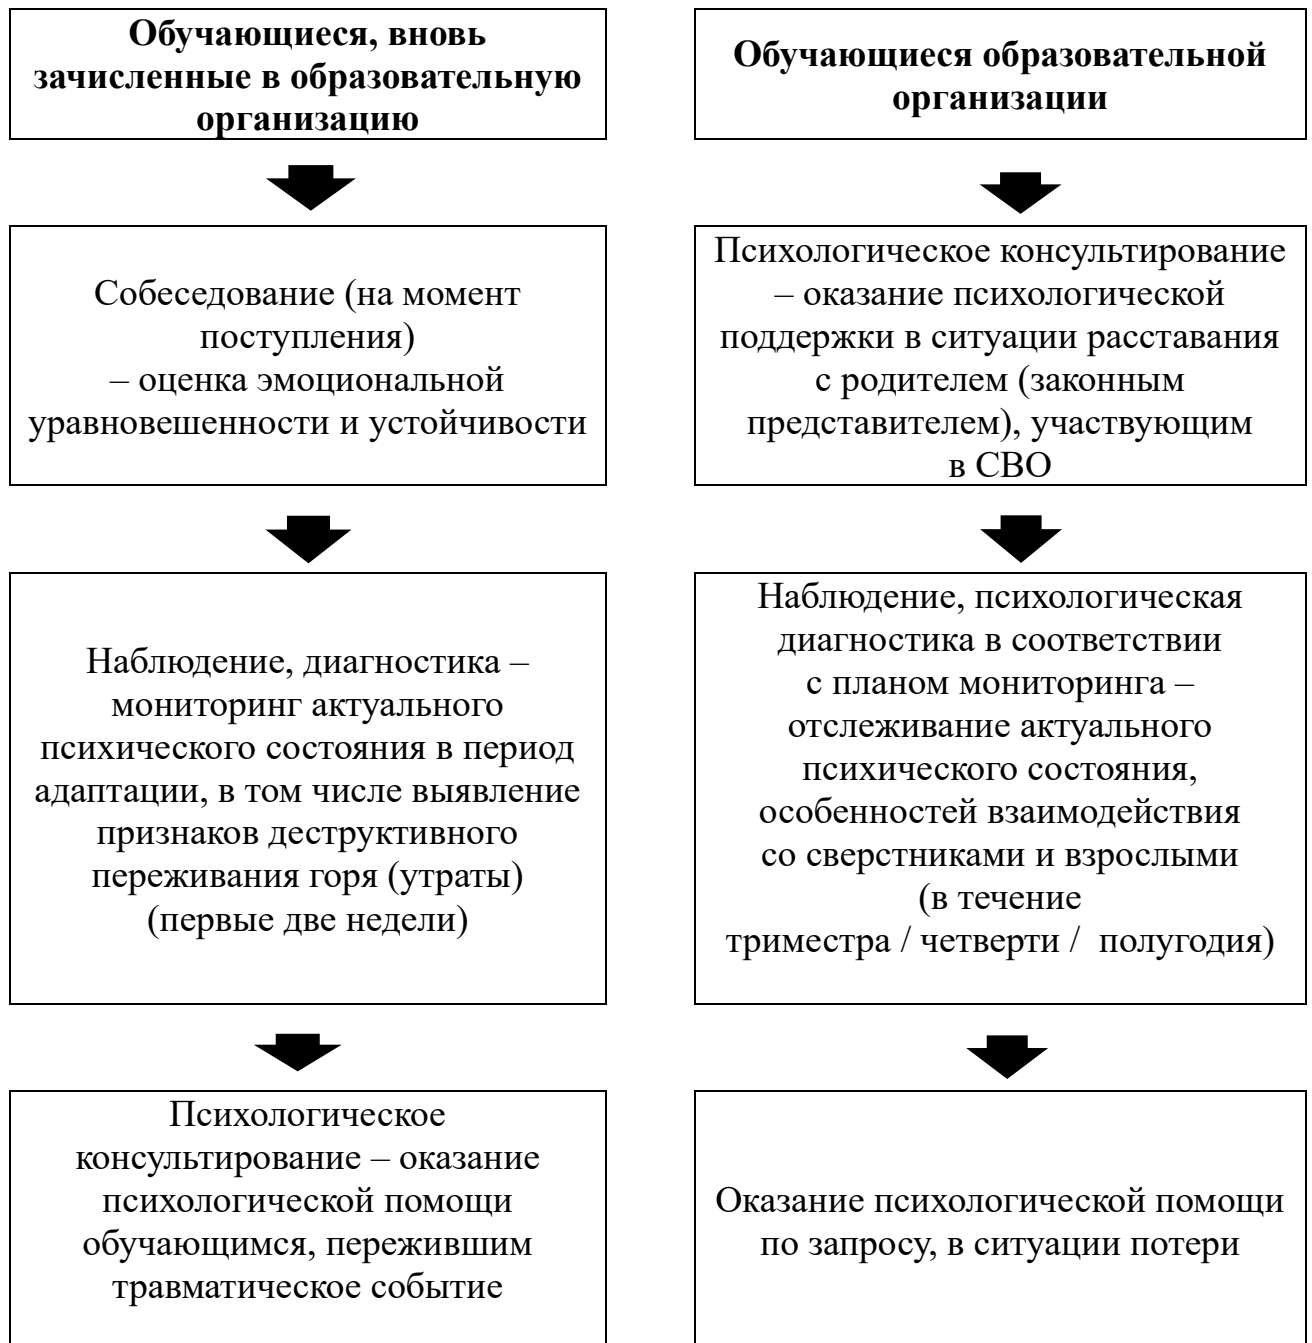 Обучающиеся, вновь
зачисленные в образовательную
организацию
Обучающиеся образовательной
организации
Собеседование (на момент
поступления)
– оценка эмоциональной
уравновешенности и устойчивости
Психологическое консультирование
– оказание психологической
поддержки в ситуации расставания
с родителем (законным
представителем), участвующим
в СВО
Наблюдение, диагностика –
мониторинг актуального
психического состояния в период
адаптации, в том числе выявление
признаков деструктивного
переживания горя (утраты)
(первые две недели)
Наблюдение, психологическая
диагностика в соответствии
с планом мониторинга –
отслеживание актуального
психического состояния,
особенностей взаимодействия
со сверстниками и взрослыми
(в течение
триместра / четверти / полугодия)
Психологическое
консультирование – оказание
психологической помощи
обучающимся, пережившим
травматическое событие
Оказание психологической помощи
по запросу, в ситуации потери